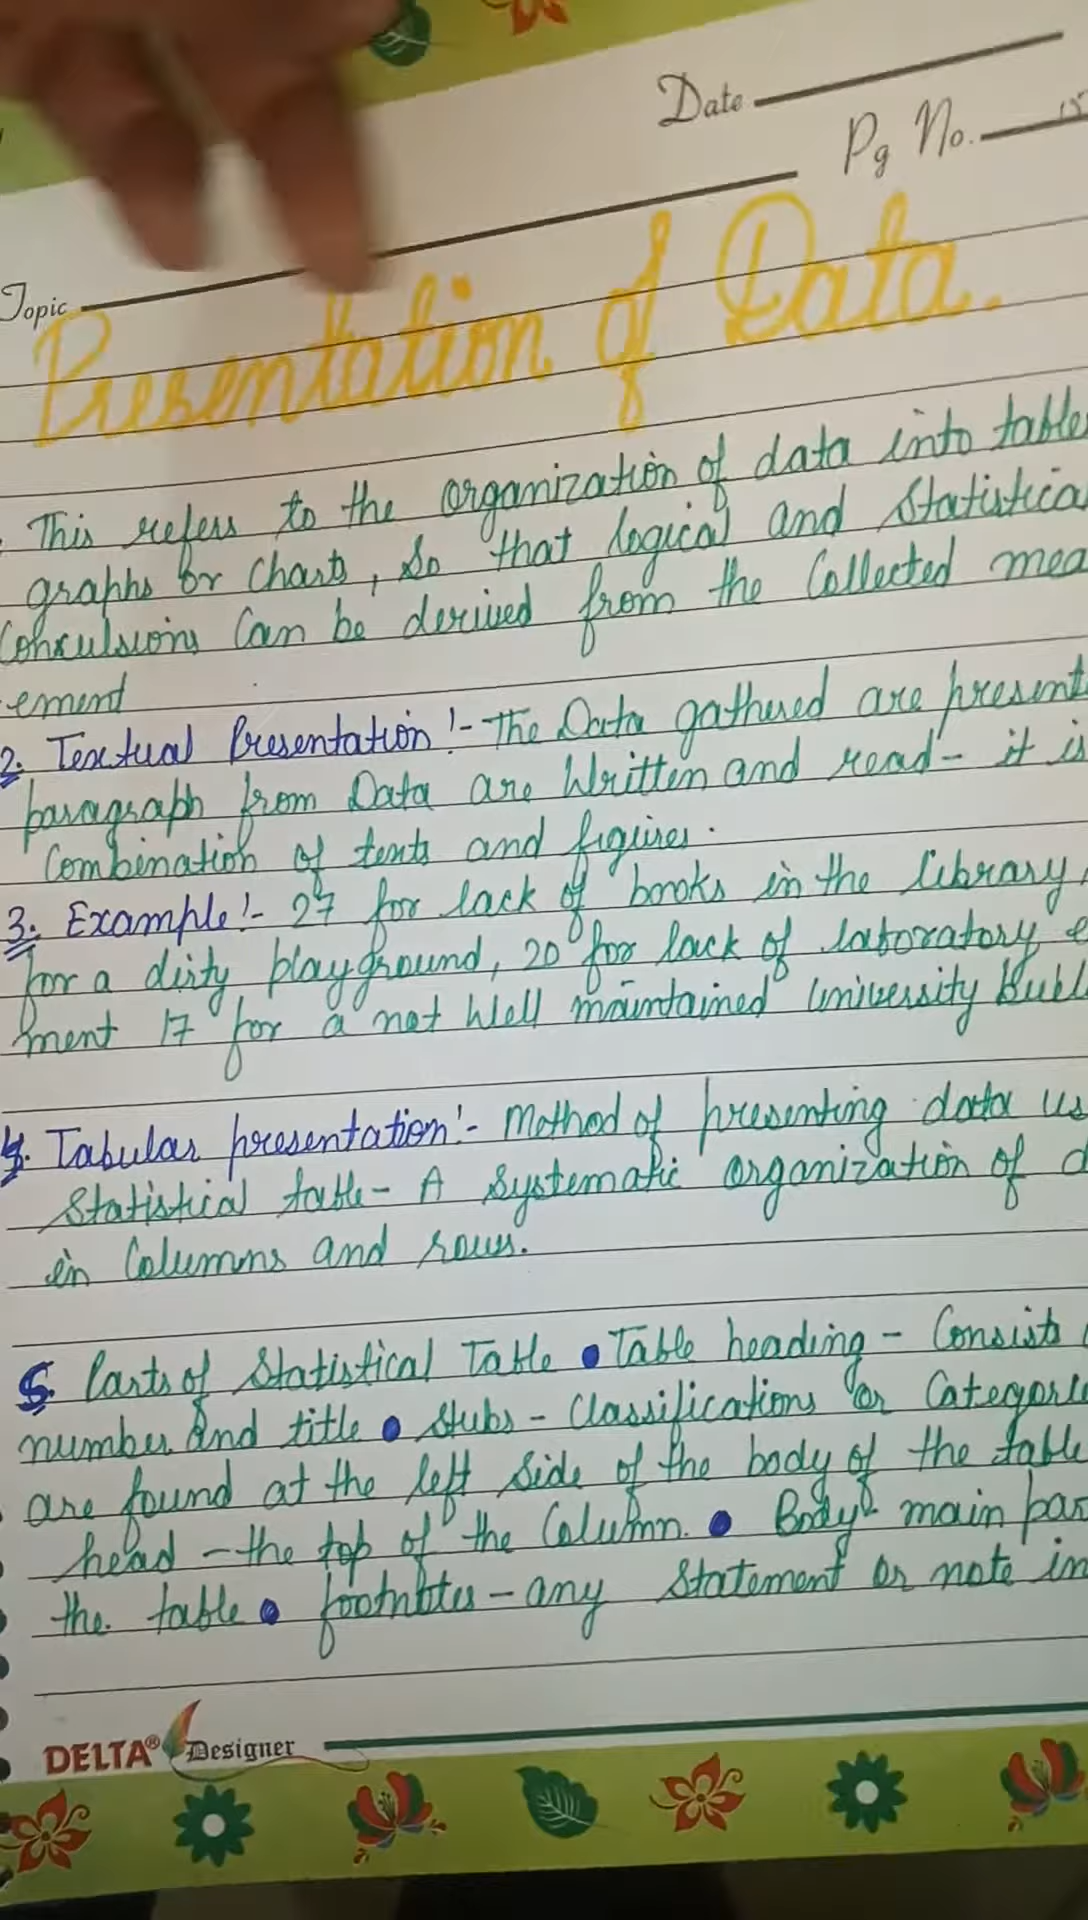 Date
Pg No. 15
Topic
Presentation of Data.
This refers to the organization of data into table
graphs or charts, so that logical and statistica
Conculsions Can be derived from the Collected mea
ement
2. Textual Presentation :- The Data gathered are present
paragraph from Data are Written and read - it is
Combination of texts and figures.
3. Example :- 27 for lack of books in the library,
for a dirty playground, 20 for lack of laboratory e
ment 17 for a not Well maintained University Buil
4. Tabular presentation :- Method of presenting data us
Statistical table - A systematic organization of d
in Columns and rows.
5. Parts of Statistical Table • Table heading - Consists
number and title • Stubs - Classifications or Categori
are found at the left Side of the body of the table
head - the top of the Column. • Body - main par
the table • footnotes - any Statement or note in
DELTA® Designer